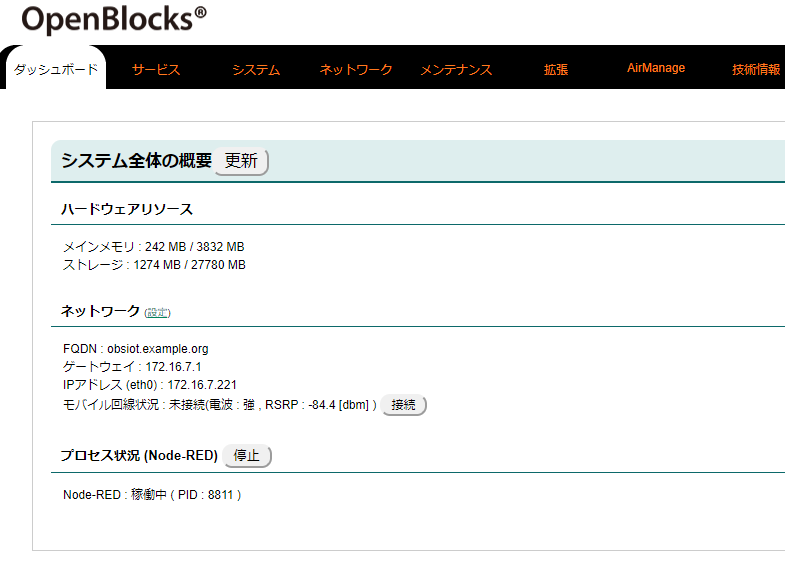 OpenBlocks®
ダッシュボード サービス システム ネットワーク メンテナンス 拡張 AirManage 技術情報
システム全体の概要 更新
ハードウェアリソース
メインメモリ : 242 MB / 3832 MB
ストレージ : 1274 MB / 27780 MB
ネットワーク (設定)
FQDN : obsiot.example.org
ゲートウェイ : 172.16.7.1
IPアドレス (eth0) : 172.16.7.221
モバイル回線状況 : 未接続(電波 : 強 , RSRP : -84.4 [dbm] ) 接続
プロセス状況 (Node-RED) 停止
Node-RED : 稼働中 ( PID : 8811 )